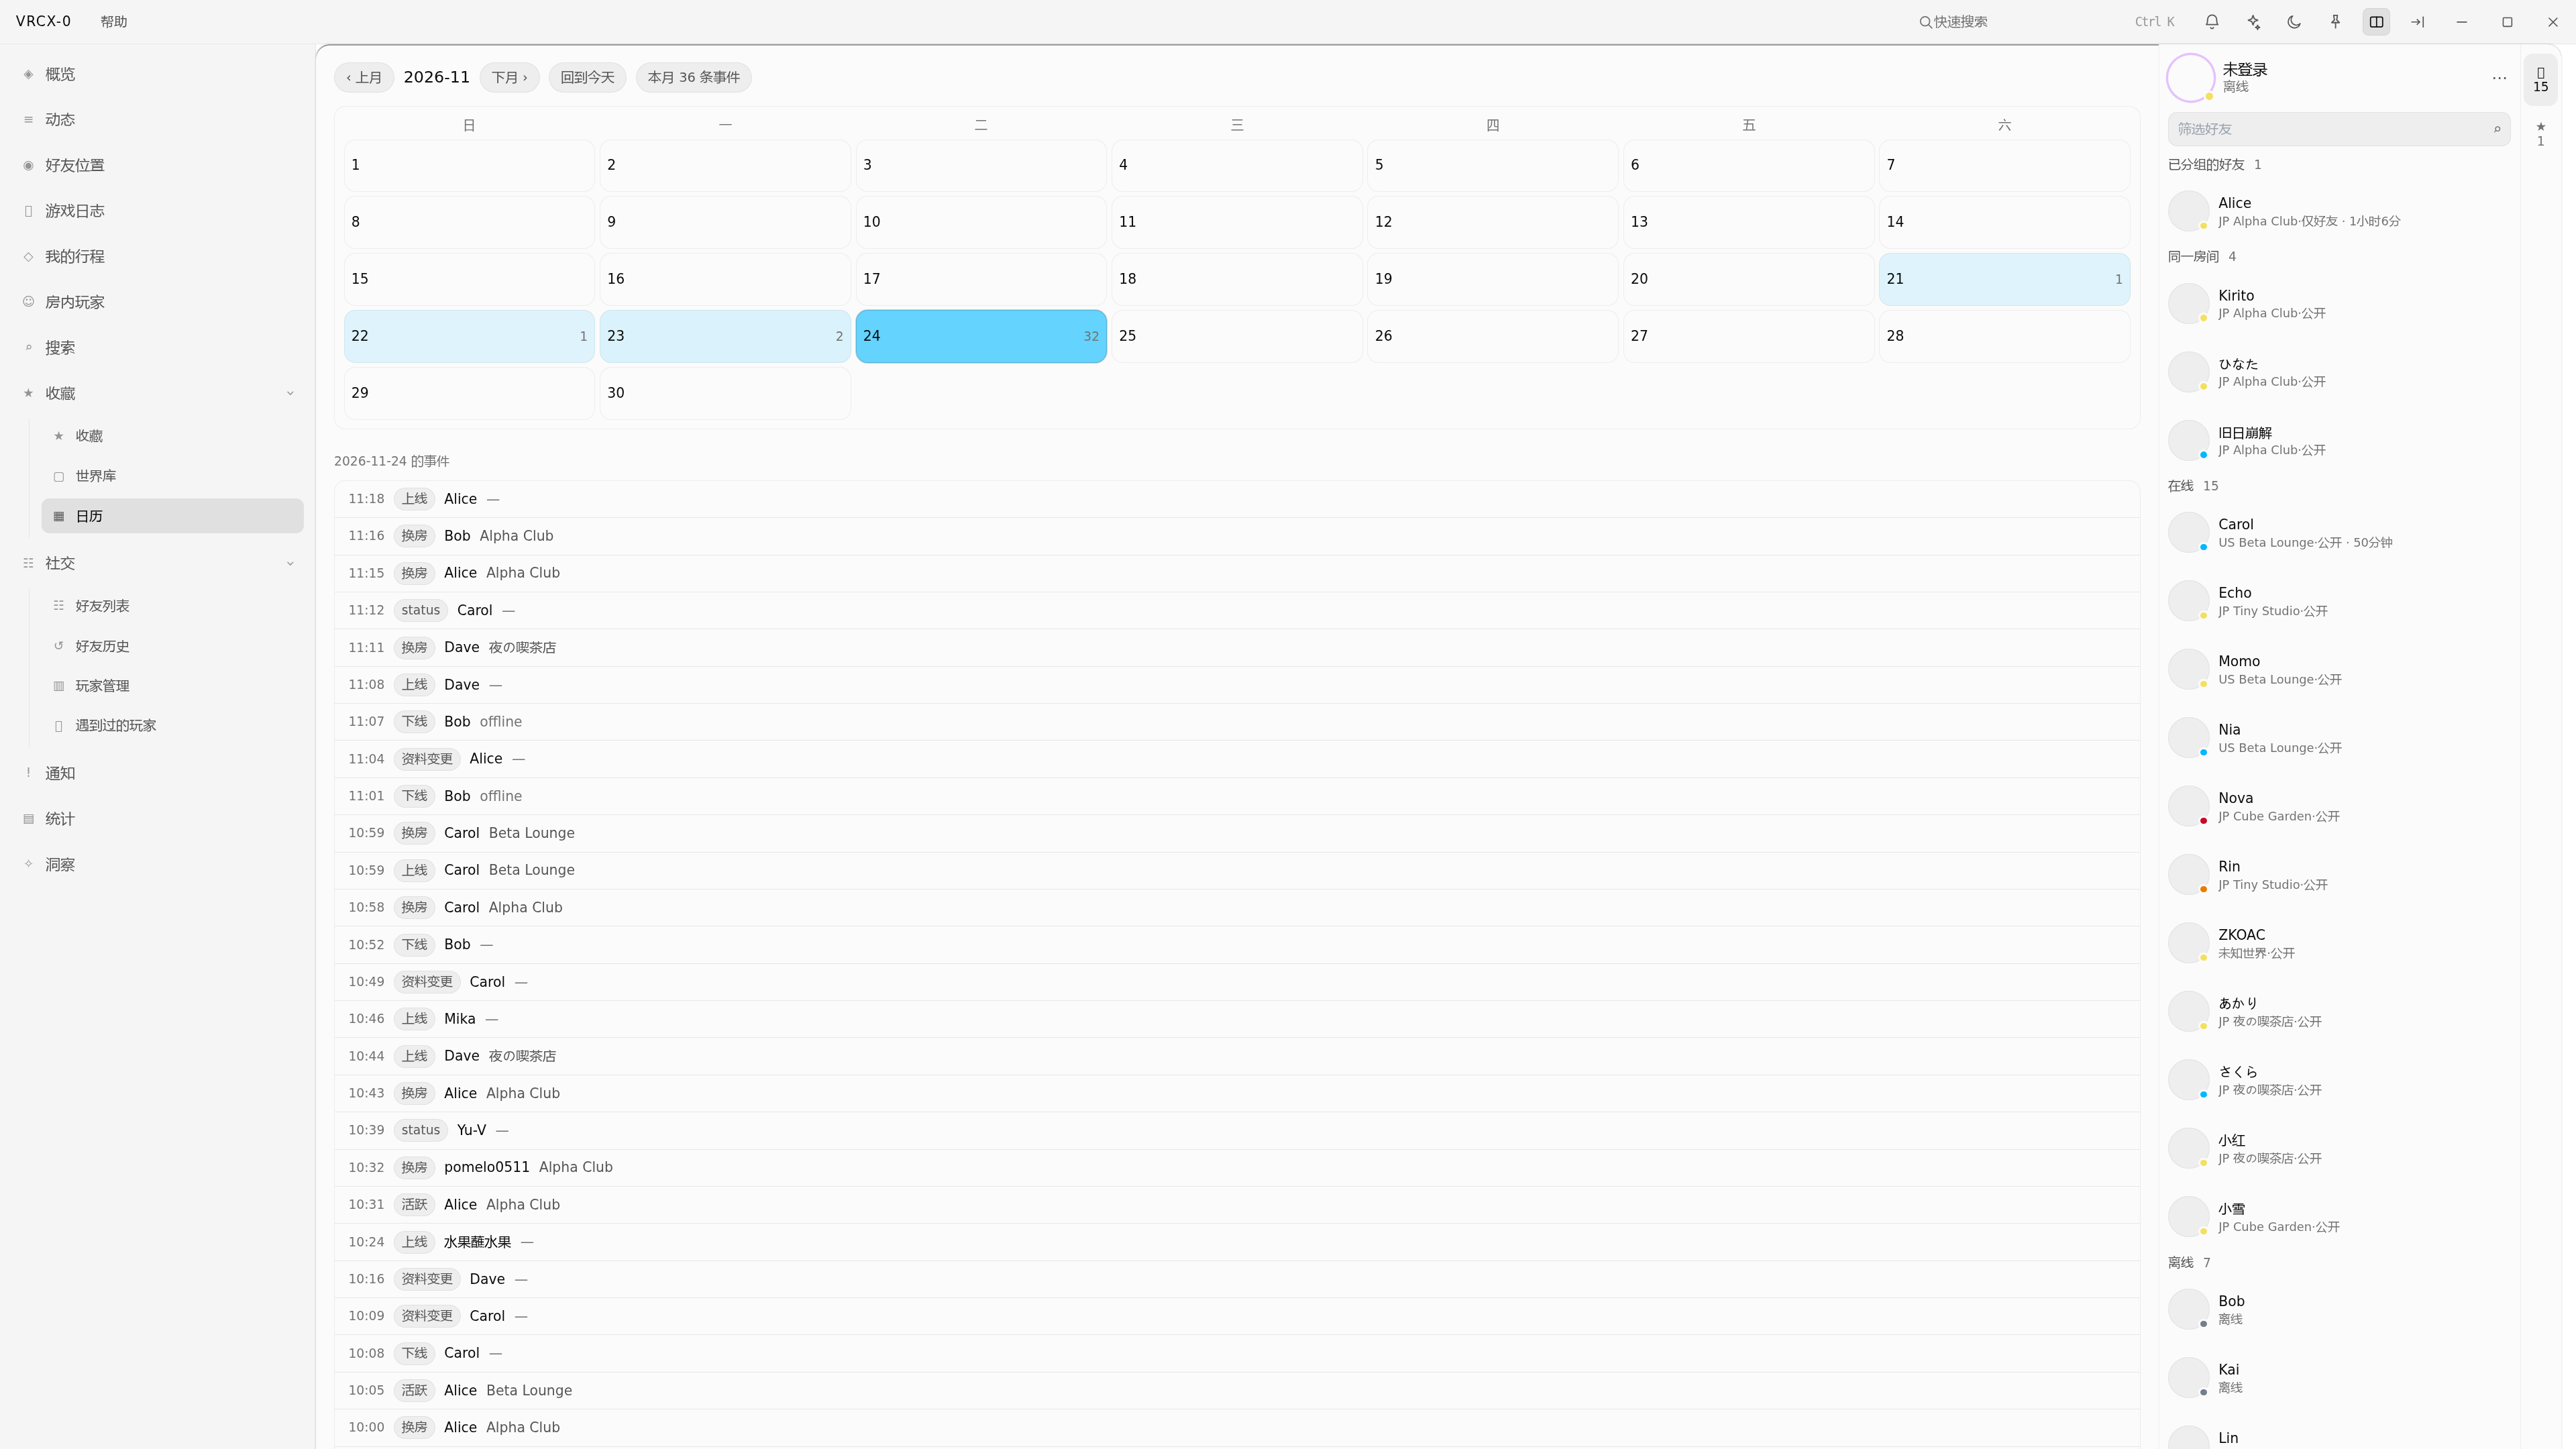 VRCX-0 帮助 快速搜索 Ctrl K
概览
动态
好友位置
游戏日志
我的行程
房内玩家
搜索
收藏
收藏
世界库
日历
社交
好友列表
好友历史
玩家管理
遇到过的玩家
通知
统计
洞察
‹ 上月 2026-11 下月 › 回到今天 本月 36 条事件
日 一 二 三 四 五 六
1 2 3 4 5 6 7
8 9 10 11 12 13 14
15 16 17 18 19 20 21 1
22 1 23 2 24 32 25 26 27 28
29 30
2026-11-24 的事件
11:18 上线 Alice —
11:16 换房 Bob Alpha Club
11:15 换房 Alice Alpha Club
11:12 status Carol —
11:11 换房 Dave 夜の喫茶店
11:08 上线 Dave —
11:07 下线 Bob offline
11:04 资料变更 Alice —
11:01 下线 Bob offline
10:59 换房 Carol Beta Lounge
10:59 上线 Carol Beta Lounge
10:58 换房 Carol Alpha Club
10:52 下线 Bob —
10:49 资料变更 Carol —
10:46 上线 Mika —
10:44 上线 Dave 夜の喫茶店
10:43 换房 Alice Alpha Club
10:39 status Yu-V —
10:32 换房 pomelo0511 Alpha Club
10:31 活跃 Alice Alpha Club
10:24 上线 水果蘸水果 —
10:16 资料变更 Dave —
10:09 资料变更 Carol —
10:08 下线 Carol —
10:05 活跃 Alice Beta Lounge
10:00 换房 Alice Alpha Club
未登录
离线
…
15
★
1
筛选好友
已分组的好友 1
Alice
JP Alpha Club·仅好友 · 1小时6分
同一房间 4
Kirito
JP Alpha Club·公开
ひなた
JP Alpha Club·公开
旧日崩解
JP Alpha Club·公开
在线 15
Carol
US Beta Lounge·公开 · 50分钟
Echo
JP Tiny Studio·公开
Momo
US Beta Lounge·公开
Nia
US Beta Lounge·公开
Nova
JP Cube Garden·公开
Rin
JP Tiny Studio·公开
ZKOAC
未知世界·公开
あかり
JP 夜の喫茶店·公开
さくら
JP 夜の喫茶店·公开
小红
JP 夜の喫茶店·公开
小雪
JP Cube Garden·公开
离线 7
Bob
离线
Kai
离线
Lin